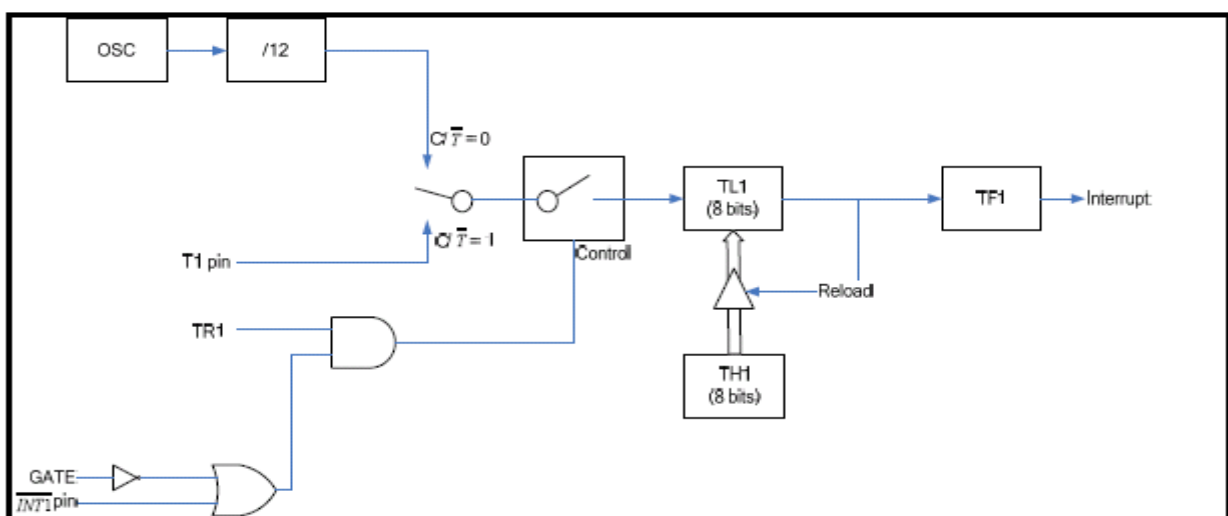 OSC
/12
C/T̅ = 0
C/T̅ = 1
T1 pin
Control
TL1
(8 bits)
TF1
Interrupt
Reload
TR1
TH1
(8 bits)
GATE
I̅N̅T̅1̅ pin